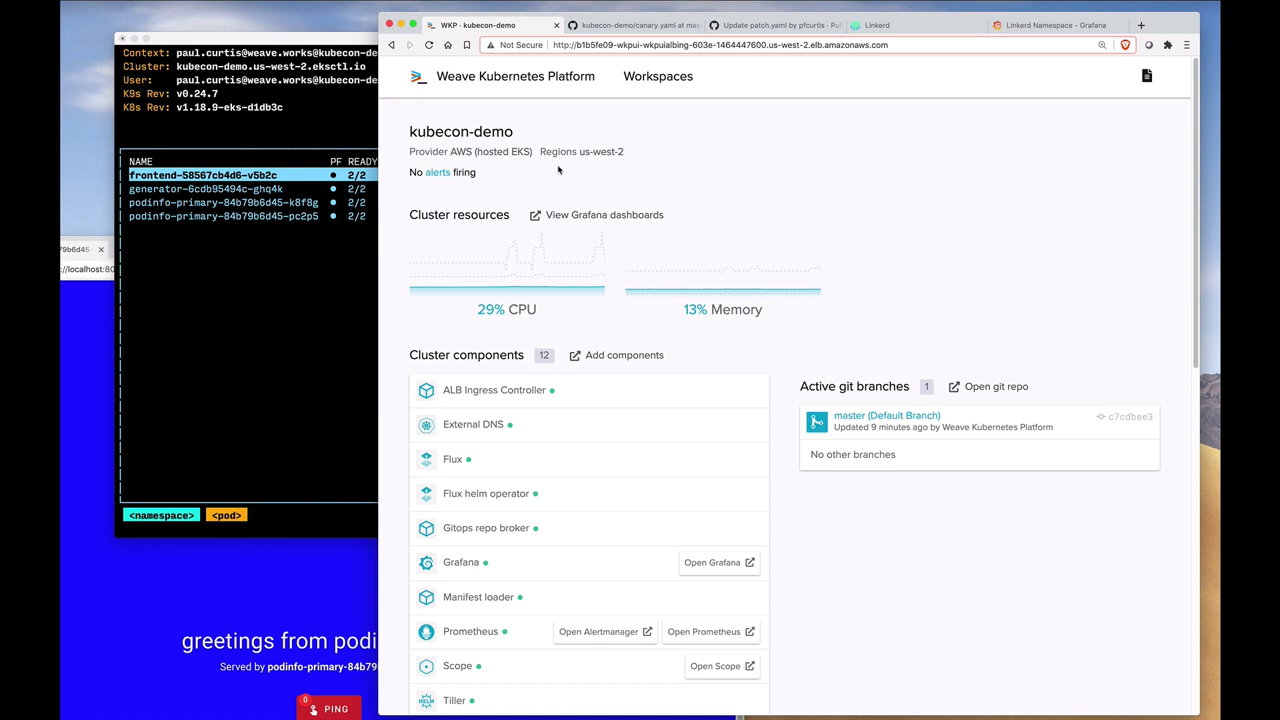 WKP · kubecon-demo
kubecon-demo/canary.yaml at mas
Update patch.yaml by pfcurtis · Pull
Linkerd
Linkerd Namespace - Grafana
Not Secure
http://b1b5fe09-wkpui-wkpuialbing-603e-1464447600.us-west-2.elb.amazonaws.com
Context: paul.curtis@weave.works@kubecon-de
Cluster: kubecon-demo.us-west-2.eksctl.io
User: paul.curtis@weave.works@kubecon-de
K9s Rev: v0.24.7
K8s Rev: v1.18.9-eks-d1db3c
NAME PF READY
frontend-58567cb4d6-v5b2c ● 2/2
generator-6cdb95494c-ghq4k ● 2/2
podinfo-primary-84b79b6d45-k8f8g ● 2/2
podinfo-primary-84b79b6d45-pc2p5 ● 2/2
<namespace> <pod>
79b6d45-
://localhost:80
greetings from podi
Served by podinfo-primary-84b79
0
PING
Weave Kubernetes Platform
Workspaces
kubecon-demo
Provider AWS (hosted EKS) Regions us-west-2
No alerts firing
Cluster resources
View Grafana dashboards
29% CPU
13% Memory
Cluster components 12
Add components
ALB Ingress Controller
External DNS
Flux
Flux helm operator
Gitops repo broker
Grafana
Open Grafana
Manifest loader
Prometheus
Open Alertmanager
Open Prometheus
Scope
Open Scope
HELM
Tiller
Active git branches 1
Open git repo
master (Default Branch)
c7cdbee3
Updated 9 minutes ago by Weave Kubernetes Platform
No other branches